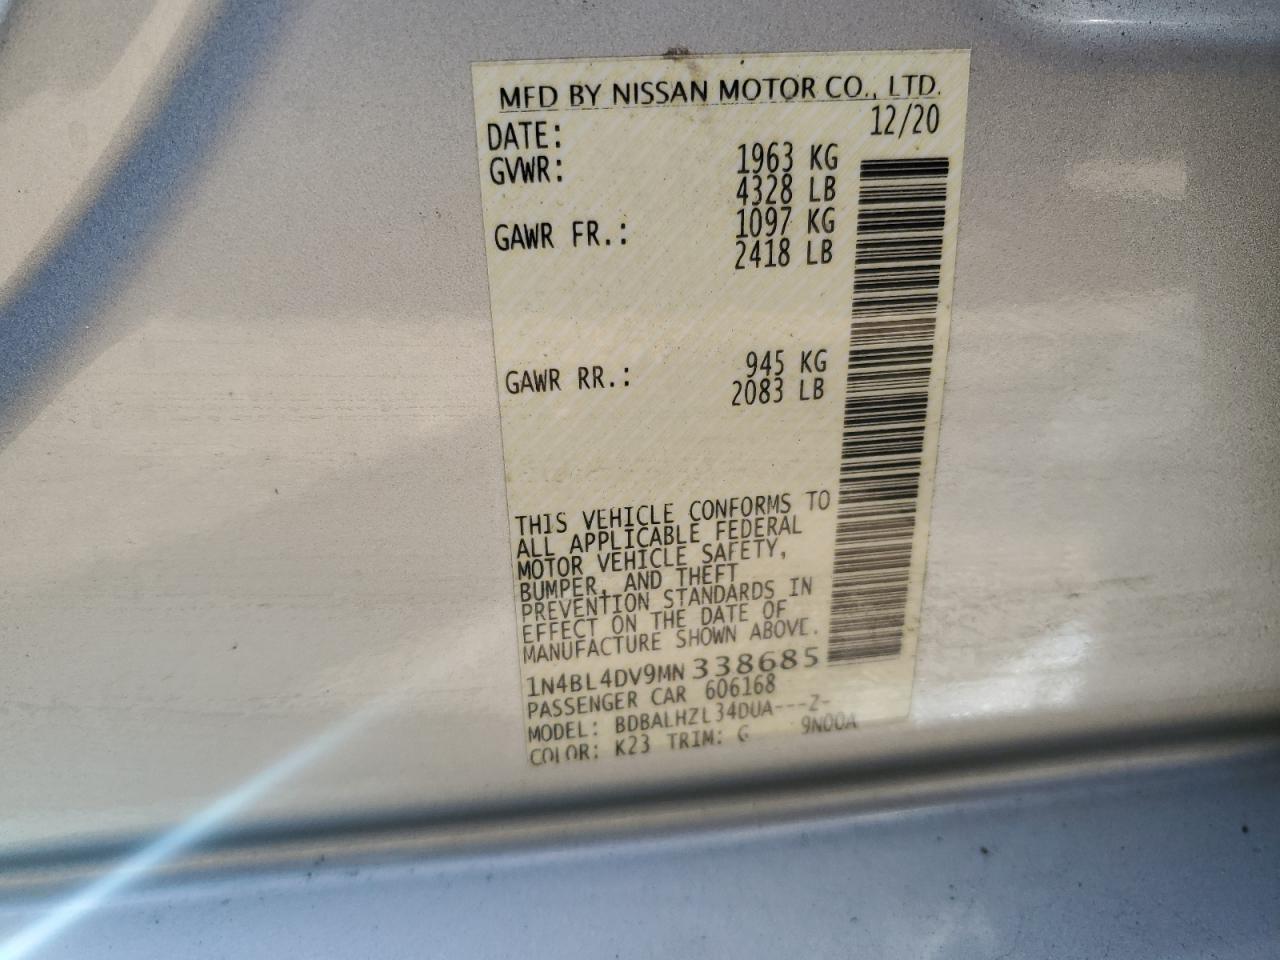 MFD BY NISSAN MOTOR CO., LTD.
DATE: 12/20
GVWR: 1963 KG
4328 LB
GAWR FR.: 1097 KG
2418 LB
GAWR RR.: 945 KG
2083 LB
THIS VEHICLE CONFORMS TO
ALL APPLICABLE FEDERAL
MOTOR VEHICLE SAFETY,
BUMPER, AND THEFT
PREVENTION STANDARDS IN
EFFECT ON THE DATE OF
MANUFACTURE SHOWN ABOVE.
1N4BL4DV9MN338685
PASSENGER CAR 606168
MODEL: BDBALHZL34DUA---Z-
COLOR: K23 TRIM: G 9N00A